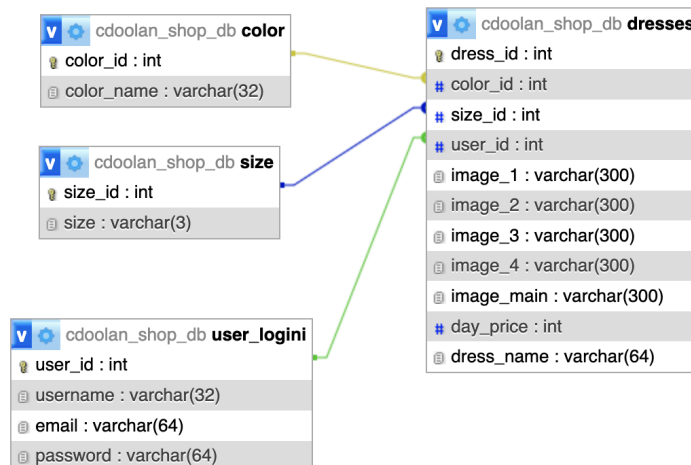 cdoolan_shop_db color
color_id : int
color_name : varchar(32)
cdoolan_shop_db size
size_id : int
size : varchar(3)
cdoolan_shop_db user_logini
user_id : int
username : varchar(32)
email : varchar(64)
password : varchar(64)
cdoolan_shop_db dresses
dress_id : int
color_id : int
size_id : int
user_id : int
image_1 : varchar(300)
image_2 : varchar(300)
image_3 : varchar(300)
image_4 : varchar(300)
image_main : varchar(300)
day_price : int
dress_name : varchar(64)